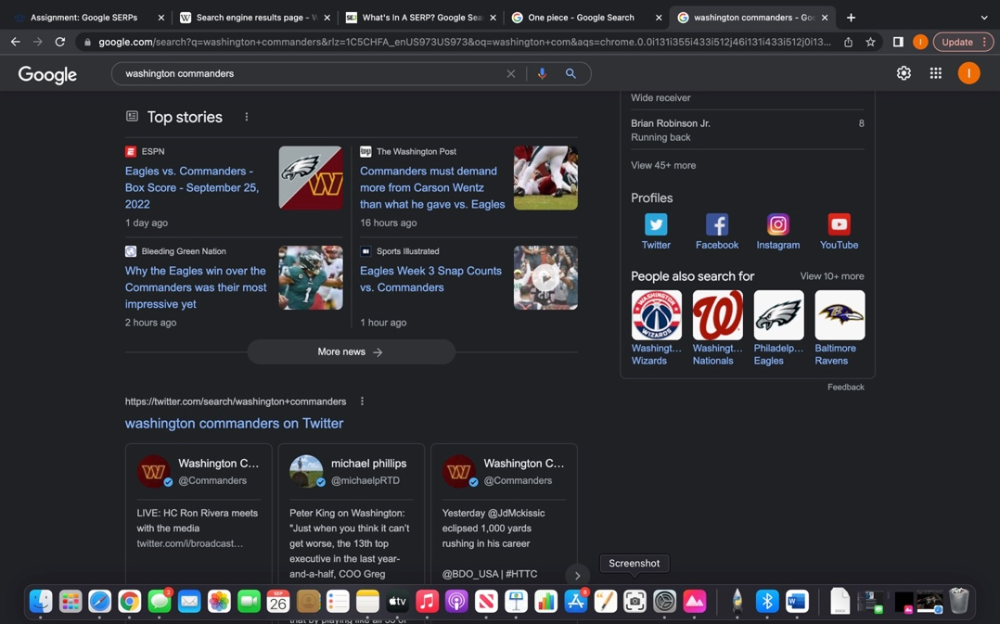 Assignment: Google SERPs
Search engine results page - W
What's In A SERP? Google Sea
One piece - Google Search
washington commanders - Goo
google.com/search?q=washington+commanders&rlz=1C5CHFA_enUS973US973&oq=washington+com&aqs=chrome.0.0i131i355i433i512j46i131i433i512j0i13...
Update
Google
washington commanders
Top stories
ESPN
Eagles vs. Commanders -
Box Score - September 25,
2022
1 day ago
The Washington Post
Commanders must demand
more from Carson Wentz
than what he gave vs. Eagles
16 hours ago
Bleeding Green Nation
Why the Eagles win over the
Commanders was their most
impressive yet
2 hours ago
Sports Illustrated
Eagles Week 3 Snap Counts
vs. Commanders
1 hour ago
More news
https://twitter.com/search/washington+commanders
washington commanders on Twitter
Washington C...
@Commanders
LIVE: HC Ron Rivera meets
with the media
twitter.com/i/broadcast...
michael phillips
@michaelpRTD
Peter King on Washington:
"Just when you think it can't
get worse, the 13th top
executive in the last year-
and-a-half, COO Greg
Washington C...
@Commanders
Yesterday @JdMckissic
eclipsed 1,000 yards
rushing in his career
@BDO_USA | #HTTC
Wide receiver
Brian Robinson Jr. 8
Running back
View 45+ more
Profiles
Twitter
Facebook
Instagram
YouTube
People also search for
View 10+ more
Washingt...
Wizards
Washingt...
Nationals
Philadelp...
Eagles
Baltimore
Ravens
Feedback
Screenshot
SEP
26
tv